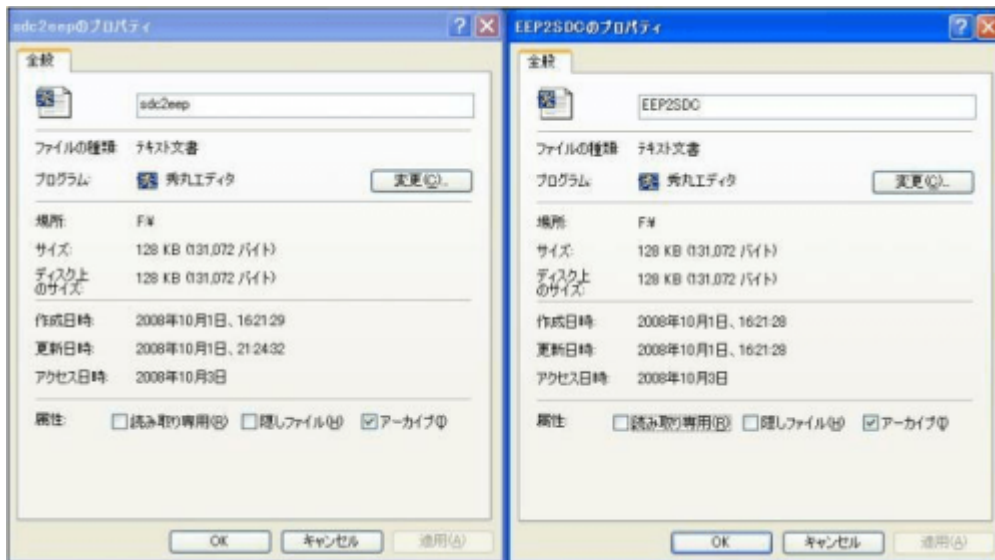 sdc2eepのプロパティ
全般
sdc2eep
ファイルの種類: テキスト文書
プログラム: 秀丸エディタ 変更(C)...
場所: F:¥
サイズ: 128 KB (131,072 バイト)
ディスク上
のサイズ: 128 KB (131,072 バイト)
作成日時: 2008年10月1日、16:21:29
更新日時: 2008年10月1日、21:24:32
アクセス日時: 2008年10月3日
属性: 読み取り専用(R) 隠しファイル(H) アーカイブ(I)
OK キャンセル 適用(A)
EEP2SDCのプロパティ
全般
EEP2SDC
ファイルの種類: テキスト文書
プログラム: 秀丸エディタ 変更(C)...
場所: F:¥
サイズ: 128 KB (131,072 バイト)
ディスク上
のサイズ: 128 KB (131,072 バイト)
作成日時: 2008年10月1日、16:21:28
更新日時: 2008年10月1日、16:21:28
アクセス日時: 2008年10月3日
属性: 読み取り専用(R) 隠しファイル(H) アーカイブ(I)
OK キャンセル 適用(A)